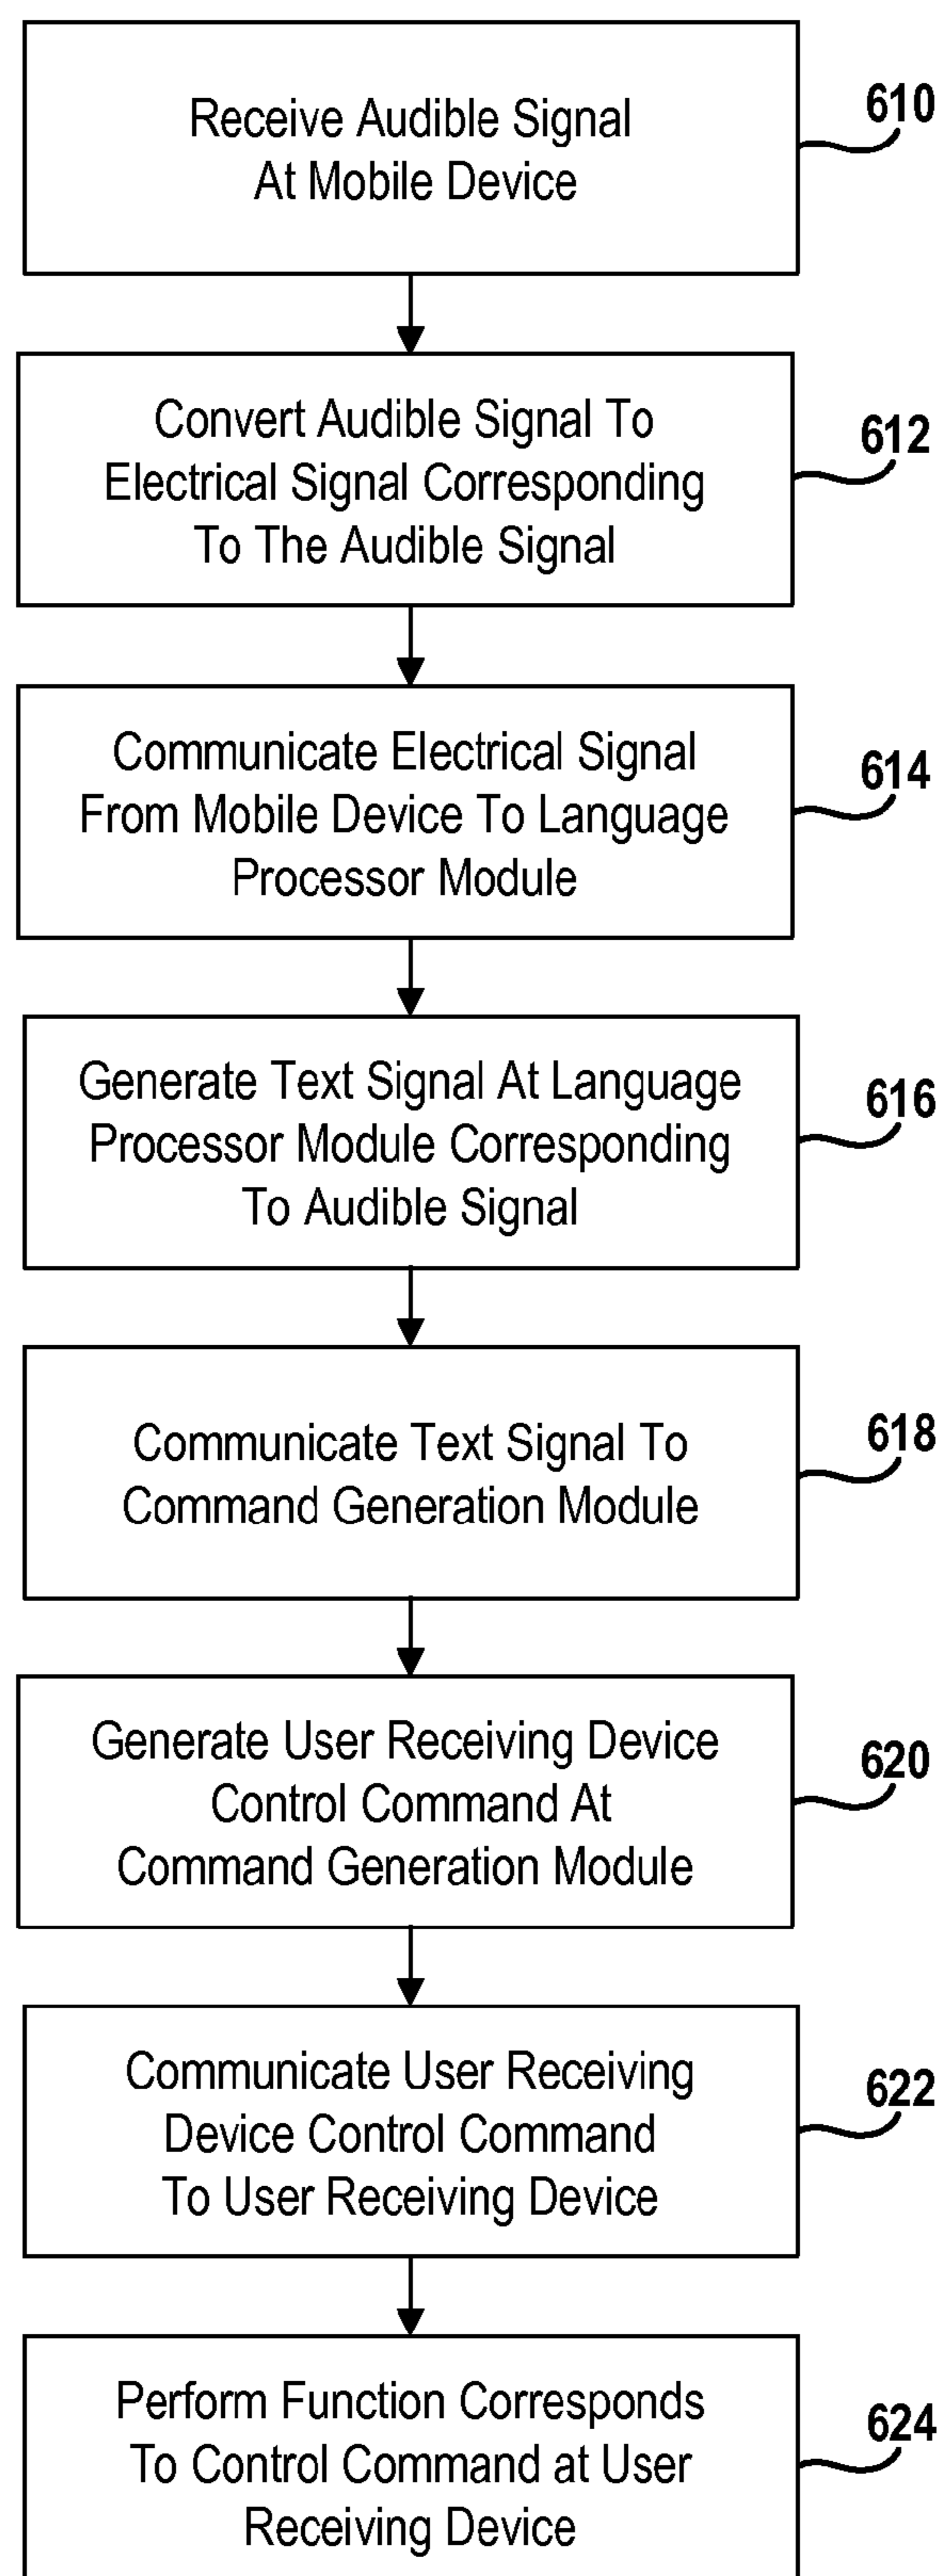 Receive Audible Signal
At Mobile Device
610
Convert Audible Signal To
Electrical Signal Corresponding
To The Audible Signal
612
Communicate Electrical Signal
From Mobile Device To Language
Processor Module
614
Generate Text Signal At Language
Processor Module Corresponding
To Audible Signal
616
Communicate Text Signal To
Command Generation Module
618
Generate User Receiving Device
Control Command At
Command Generation Module
620
Communicate User Receiving
Device Control Command
To User Receiving Device
622
Perform Function Corresponds
To Control Command at User
Receiving Device
624